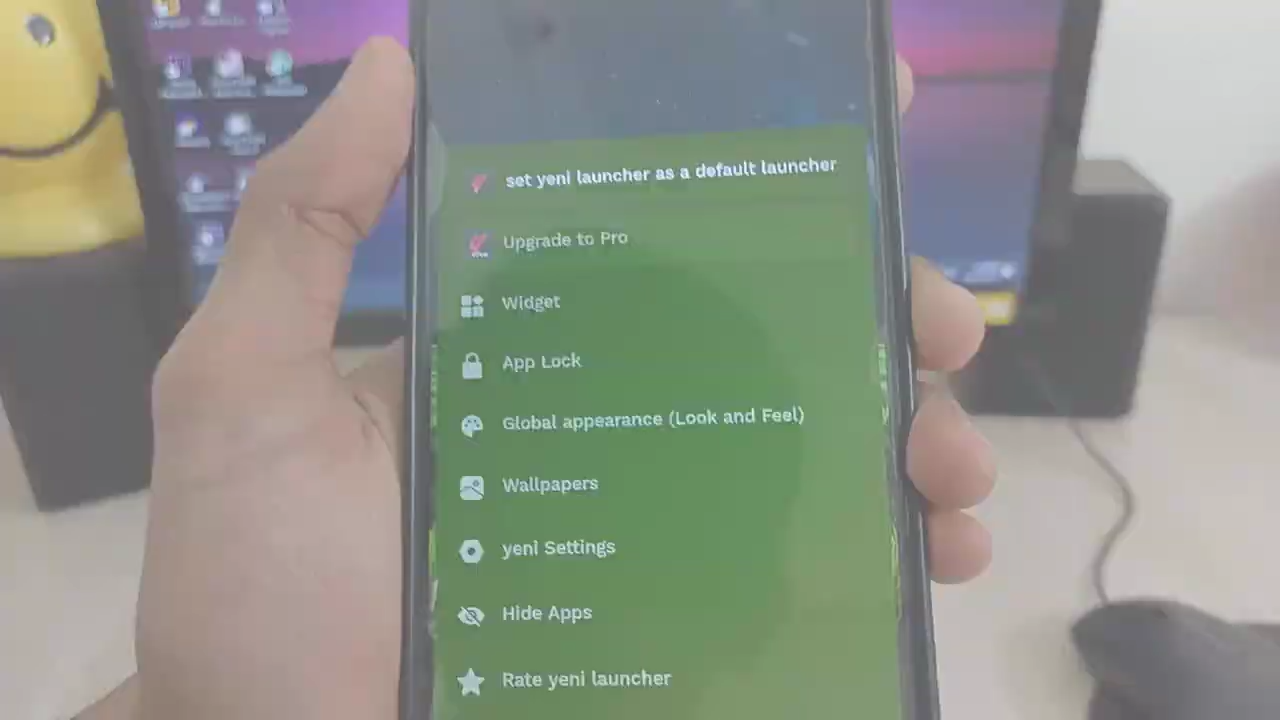 set yeni launcher as a default launcher
Upgrade to Pro
Widget
App Lock
Global appearance (Look and Feel)
Wallpapers
yeni Settings
Hide Apps
Rate yeni launcher